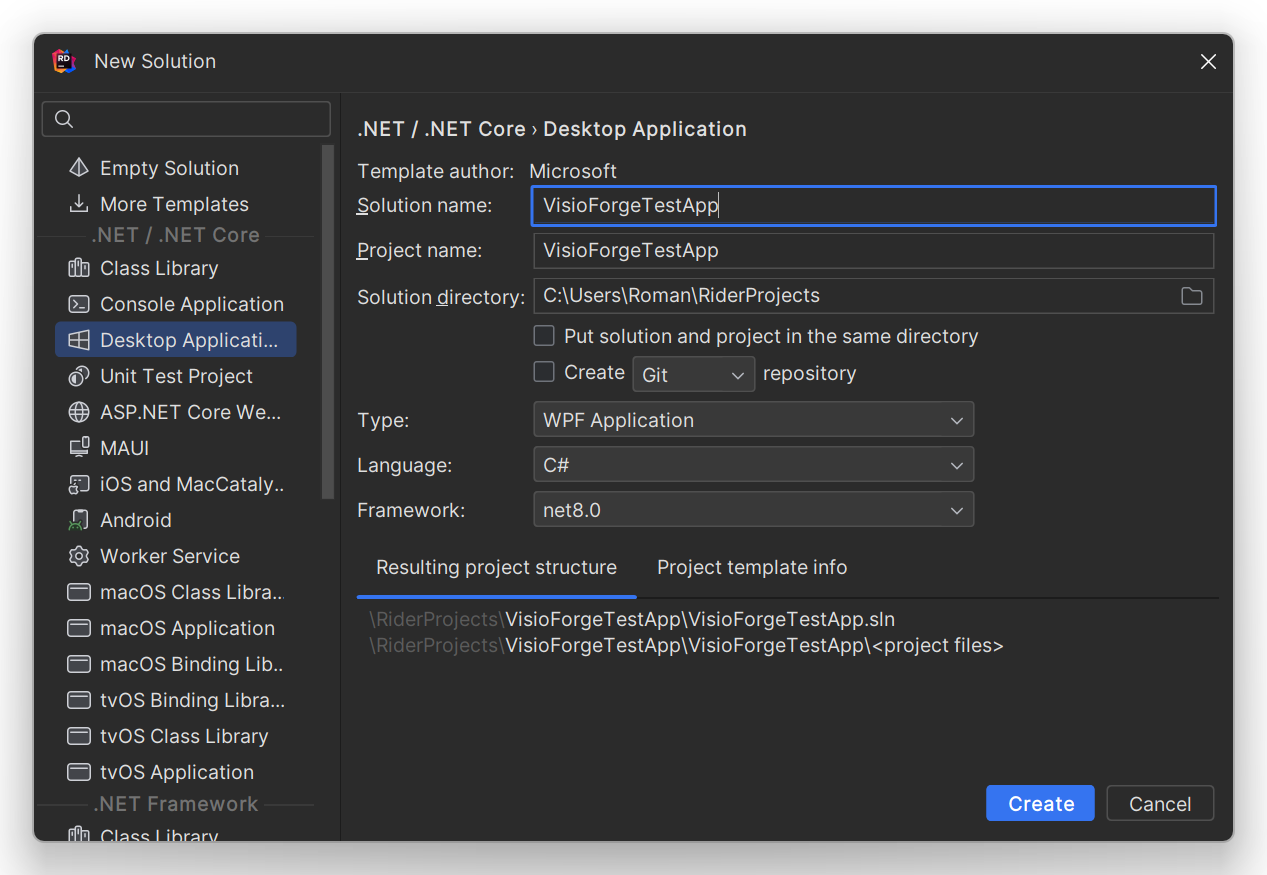 RD
New Solution
Empty Solution
More Templates
.NET / .NET Core
Class Library
Console Application
Desktop Applicati...
Unit Test Project
ASP.NET Core We...
MAUI
iOS and MacCataly..
Android
Worker Service
macOS Class Libra..
macOS Application
macOS Binding Lib..
tvOS Binding Libra...
tvOS Class Library
tvOS Application
.NET Framework
Class Library
.NET / .NET Core › Desktop Application
Template author: Microsoft
Solution name: VisioForgeTestApp
Project name: VisioForgeTestApp
Solution directory: C:\Users\Roman\RiderProjects
Put solution and project in the same directory
Create Git repository
Type: WPF Application
Language: C#
Framework: net8.0
Resulting project structure Project template info
\RiderProjects\VisioForgeTestApp\VisioForgeTestApp.sln
\RiderProjects\VisioForgeTestApp\VisioForgeTestApp\<project files>
Create Cancel